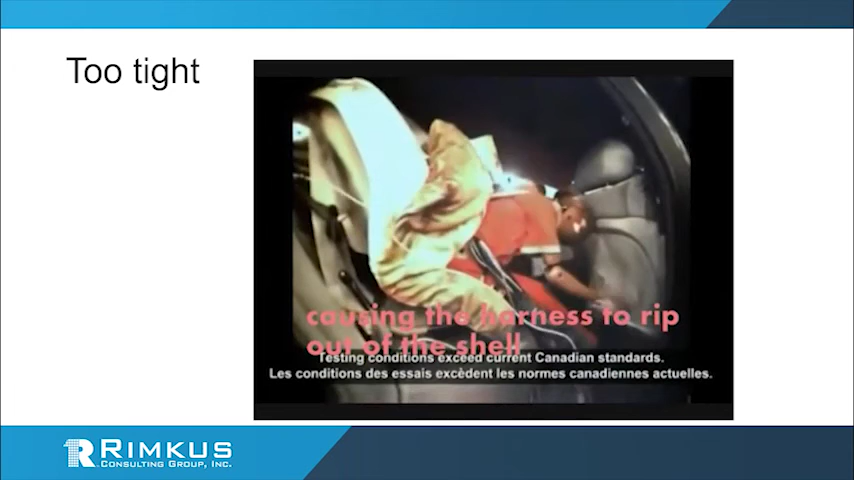 Too tight
causing the harness to rip
out of the shell
Testing conditions exceed current Canadian standards.
Les conditions des essais excèdent les normes canadiennes actuelles.
RIMKUS
CONSULTING GROUP, INC.